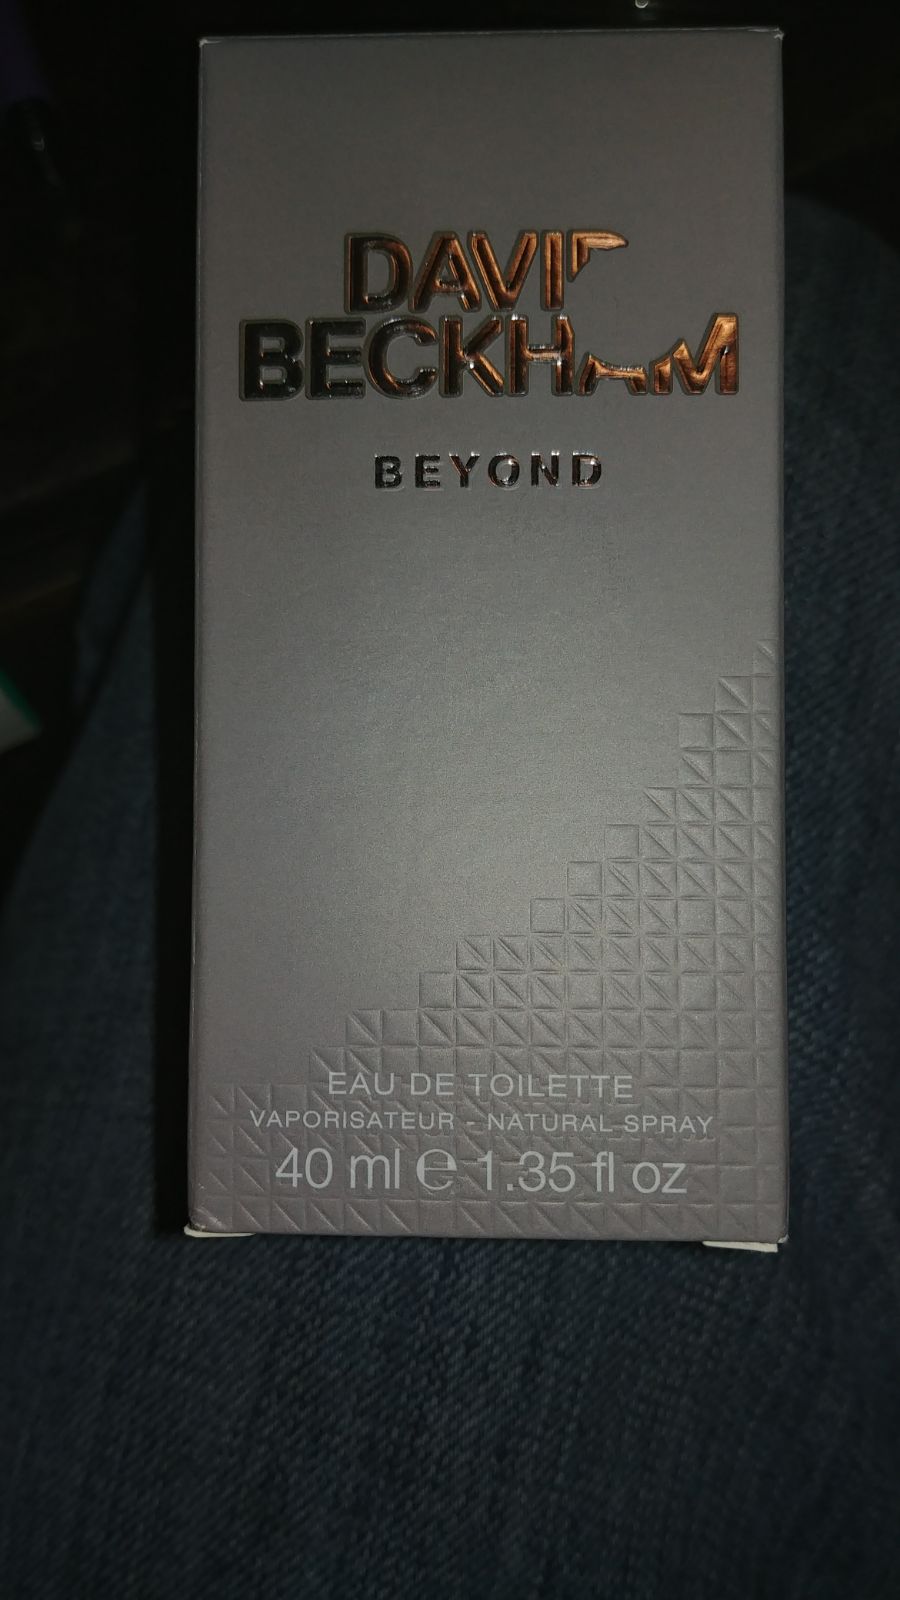 DAVID
BECKHAM
BEYOND
EAU DE TOILETTE
VAPORISATEUR - NATURAL SPRAY
40 ml ℮ 1.35 fl oz